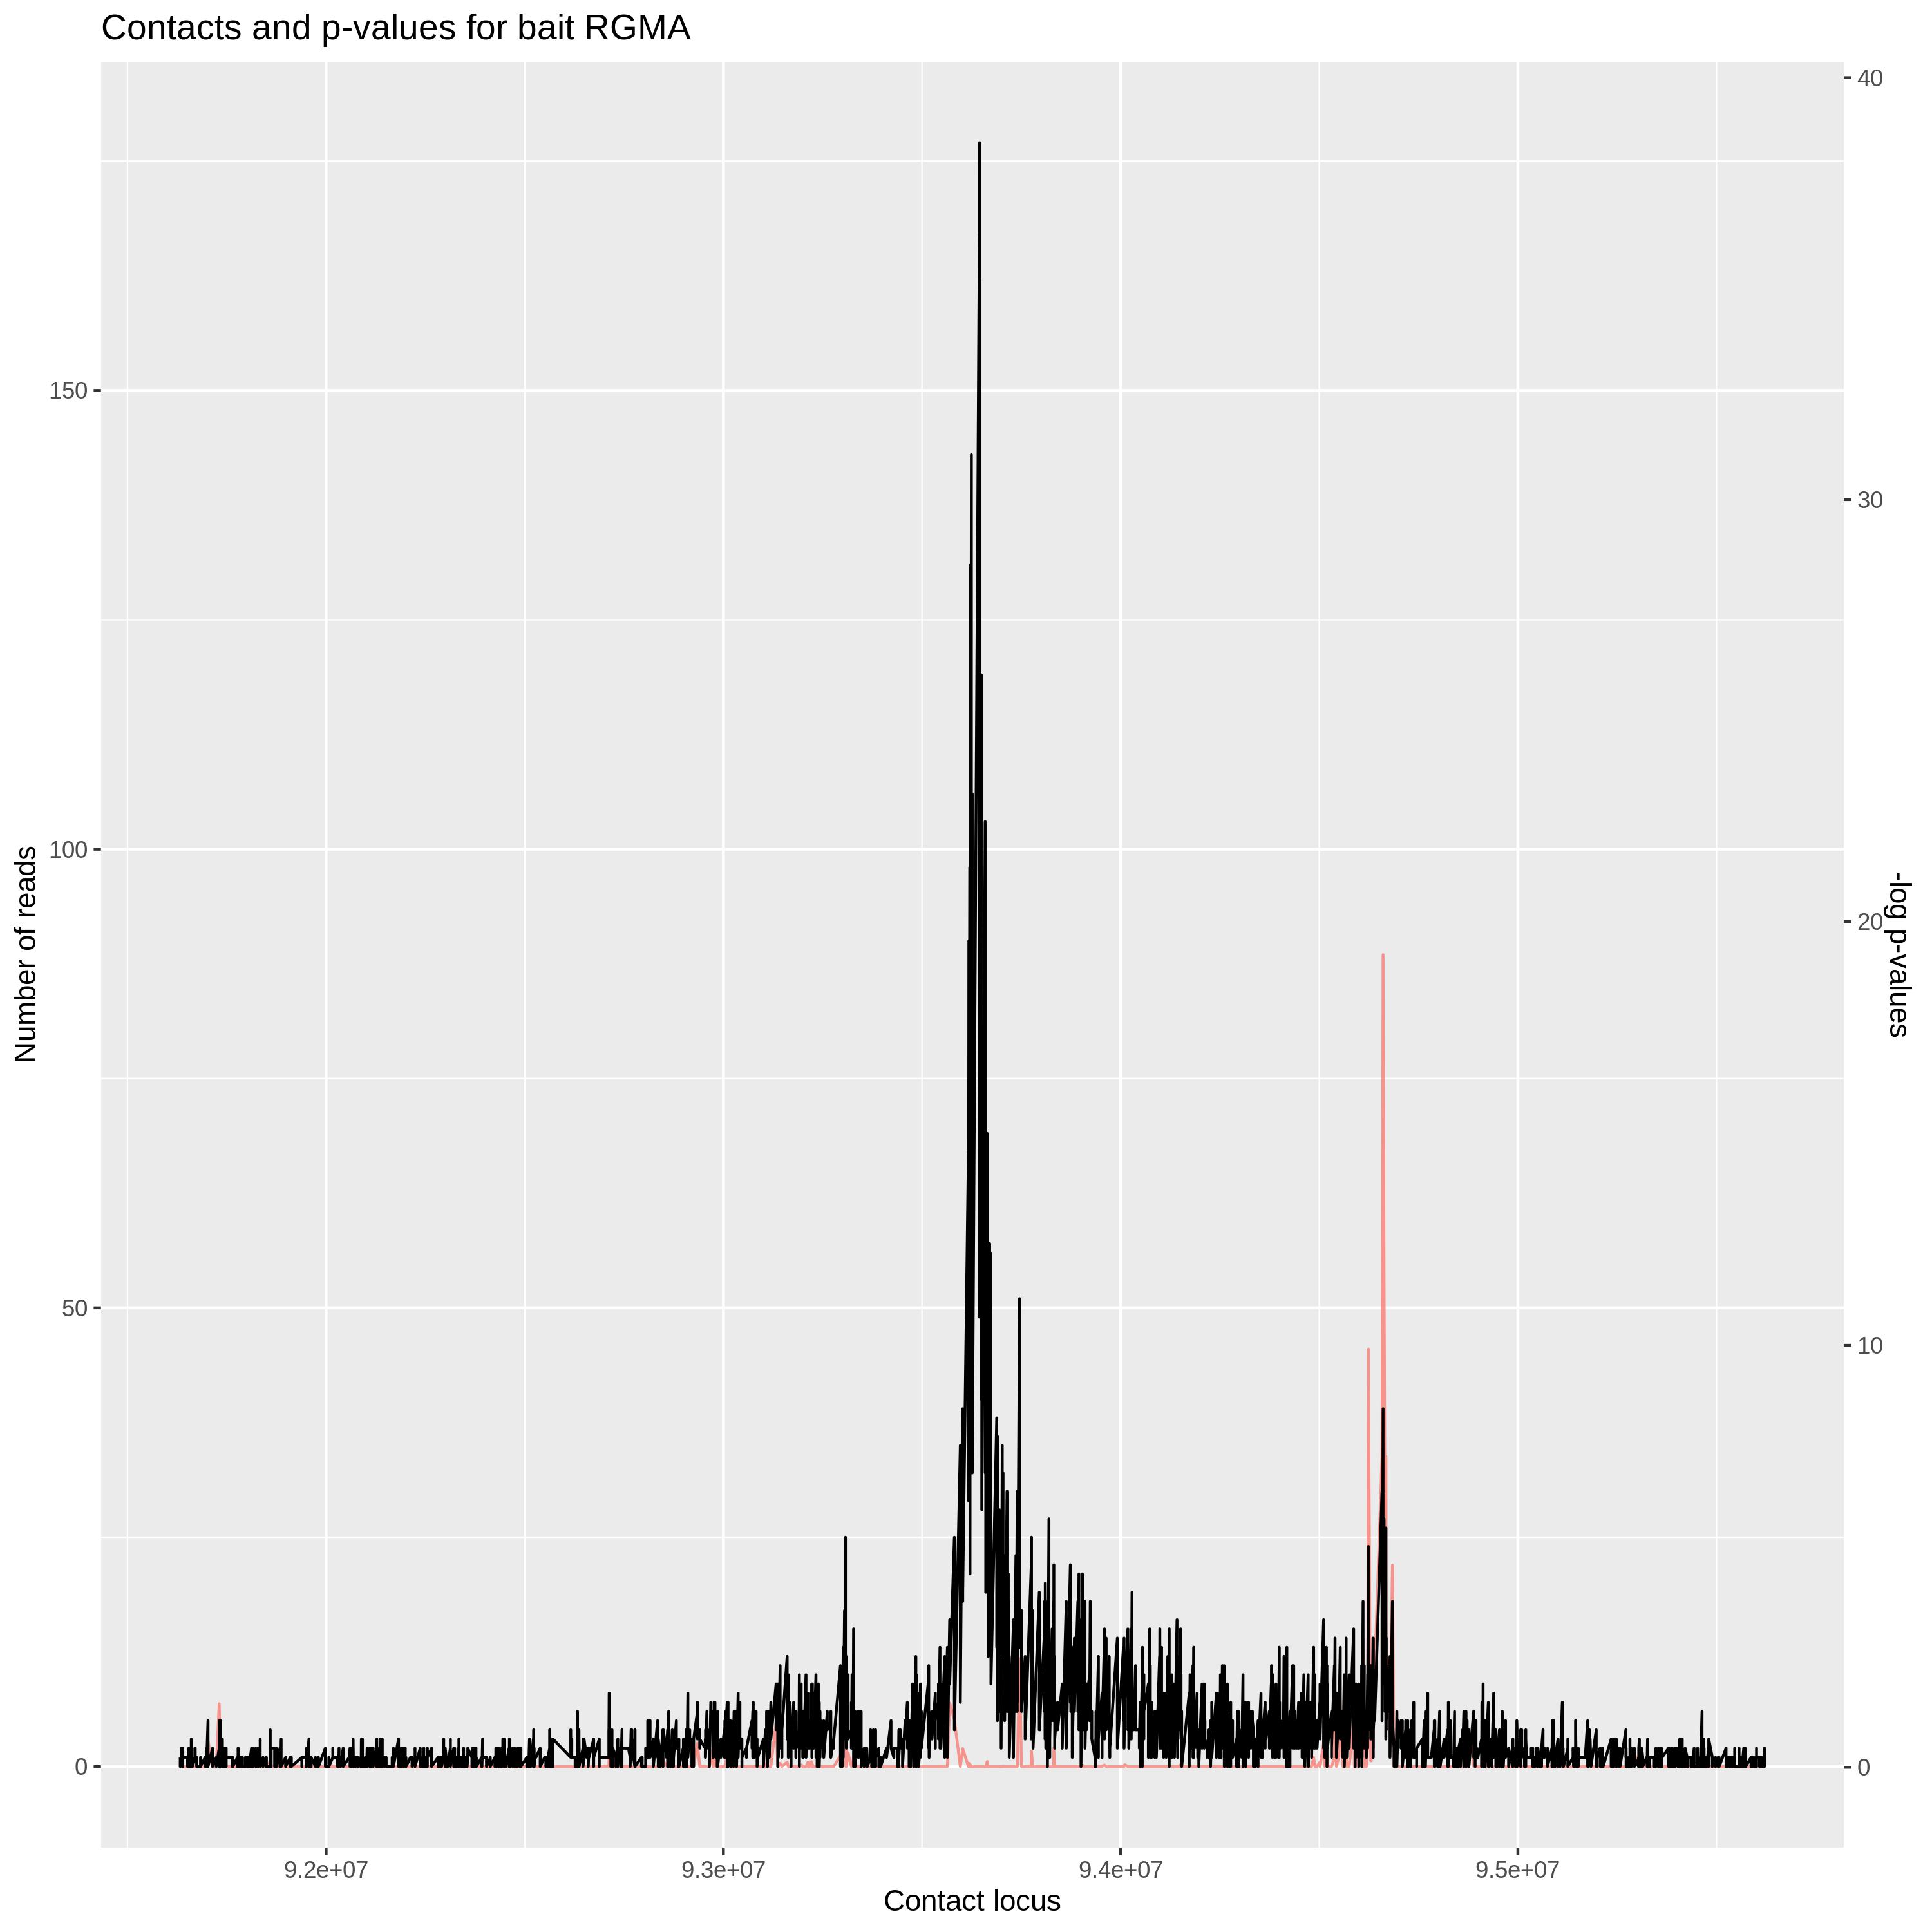 Contacts and p-values for bait RGMA
40
150
30
100
20
Number of reads
-log p-values
50
10
0
0
9.2e+07
9.3e+07
9.4e+07
9.5e+07
Contact locus